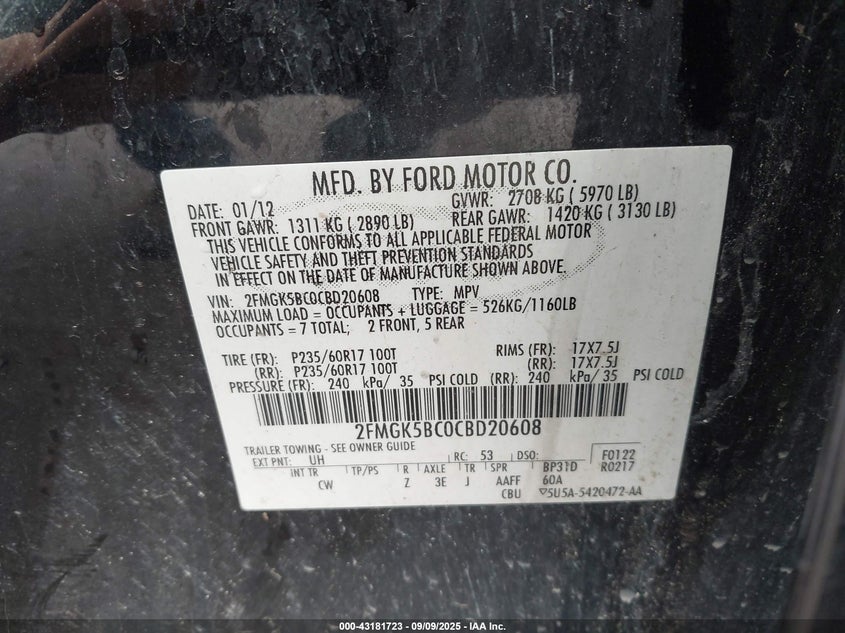 MFD. BY FORD MOTOR CO.
DATE: 01/12 GVWR: 2708 KG ( 5970 LB)
FRONT GAWR: 1311 KG ( 2890 LB) REAR GAWR: 1420 KG ( 3130 LB)
THIS VEHICLE CONFORMS TO ALL APPLICABLE FEDERAL MOTOR
VEHICLE SAFETY AND THEFT PREVENTION STANDARDS
IN EFFECT ON THE DATE OF MANUFACTURE SHOWN ABOVE.
VIN: 2FMGK5BC0CBD20608 TYPE: MPV
MAXIMUM LOAD = OCCUPANTS + LUGGAGE = 526KG/1160LB
OCCUPANTS = 7 TOTAL; 2 FRONT, 5 REAR
TIRE (FR): P235/60R17 100T RIMS (FR): 17X7.5J
(RR): P235/60R17 100T (RR): 17X7.5J
PRESSURE (FR): 240 kPa/ 35 PSI COLD (RR): 240 kPa/ 35 PSI COLD
2FMGK5BC0CBD20608
TRAILER TOWING - SEE OWNER GUIDE
EXT PNT: UH RC: 53 DSO: F0122
INT TR TP/PS R AXLE TR SPR BP31D R0217
CW Z 3E J AAFF 60A
CBU ▽5U5A-5420472-AA
000-43181723 - 09/09/2025 - IAA Inc.